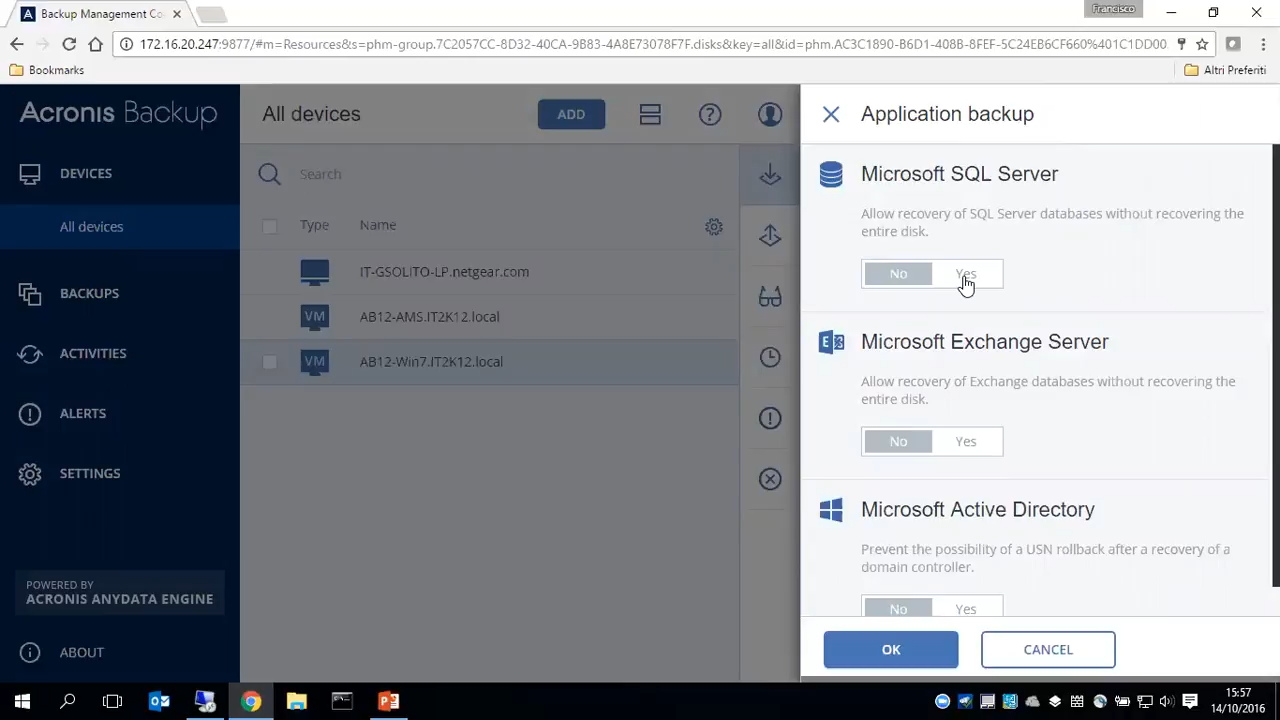 Backup Management Co
Francisco
172.16.20.247:9877/#m=Resources&s=phm-group.7C2057CC-8D32-40CA-9B83-4A8E73078F7F.disks&key=all&id=phm.AC3C1890-B6D1-408B-8FEF-5C24EB6CF660%401C1DD00
Bookmarks
Altri Preferiti
Acronis Backup
DEVICES
All devices
BACKUPS
ACTIVITIES
ALERTS
SETTINGS
POWERED BY
ACRONIS ANYDATA ENGINE
ABOUT
All devices
ADD
Search
Type Name
IT-GSOLITO-LP.netgear.com
VM AB12-AMS.IT2K12.local
VM AB12-Win7.IT2K12.local
Application backup
Microsoft SQL Server
Allow recovery of SQL Server databases without recovering the
entire disk.
No Yes
Microsoft Exchange Server
Allow recovery of Exchange databases without recovering the
entire disk.
No Yes
Microsoft Active Directory
Prevent the possibility of a USN rollback after a recovery of a
domain controller.
No Yes
OK CANCEL
15:57
14/10/2016